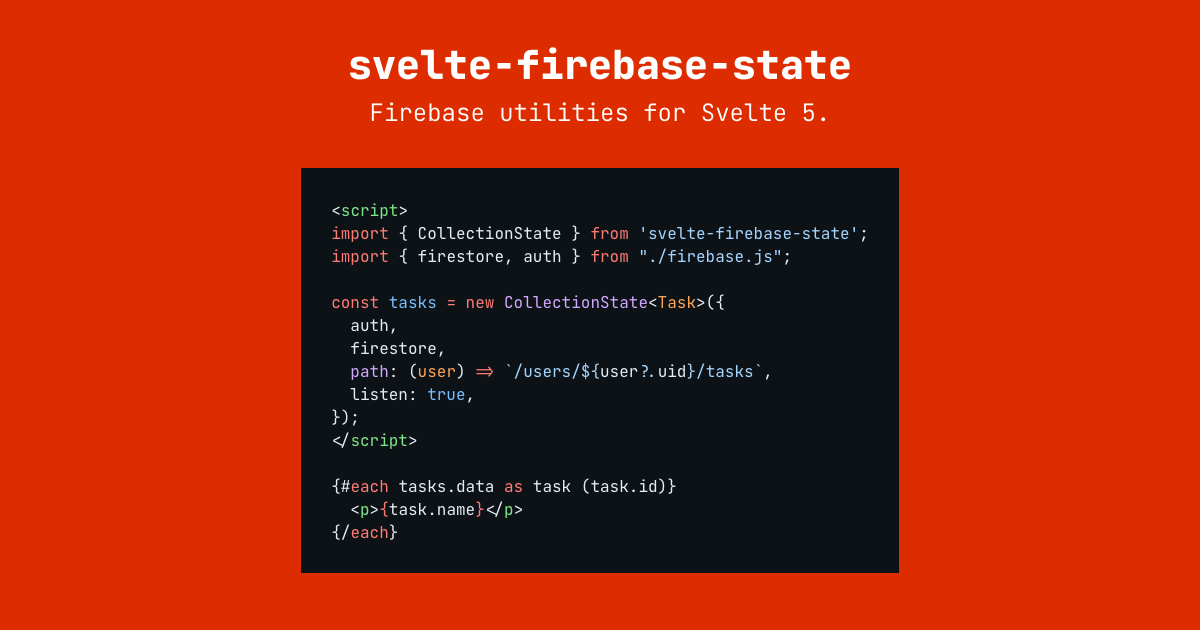 svelte-firebase-state
Firebase utilities for Svelte 5.
<script>
import { CollectionState } from 'svelte-firebase-state';
import { firestore, auth } from "./firebase.js";
const tasks = new CollectionState<Task>({
  auth,
  firestore,
  path: (user) => `/users/${user?.uid}/tasks`,
  listen: true,
});
</script>
{#each tasks.data as task (task.id)}
  <p>{task.name}</p>
{/each}